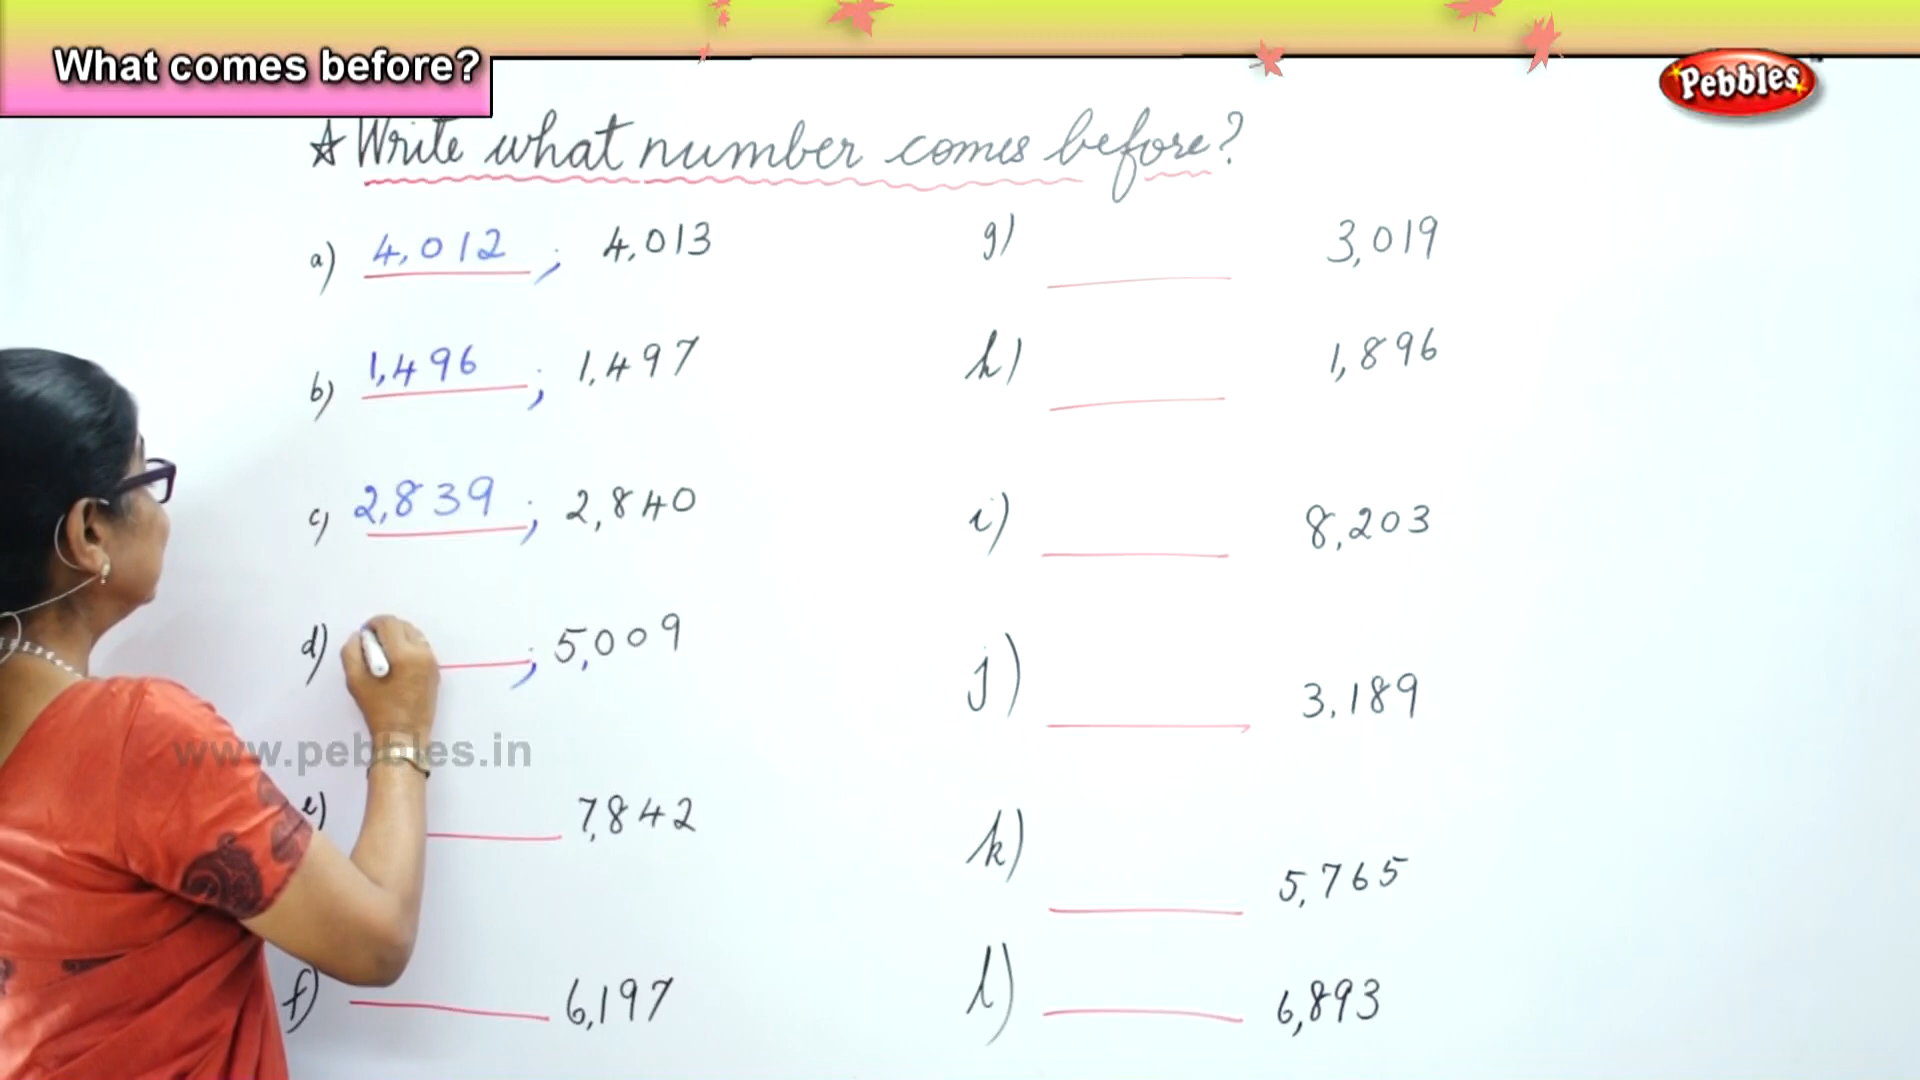 What comes before?
Pebbles
☆ Write what number comes before?
a) 4,012 ; 4,013
b) 1,496 ; 1,497
c) 2,839 ; 2,840
d) ; 5,009
e) 7,842
f) 6,197
g) 3,019
h) 1,896
i) 8,203
j) 3,189
k) 5,765
l) 6,893
www.pebbles.in